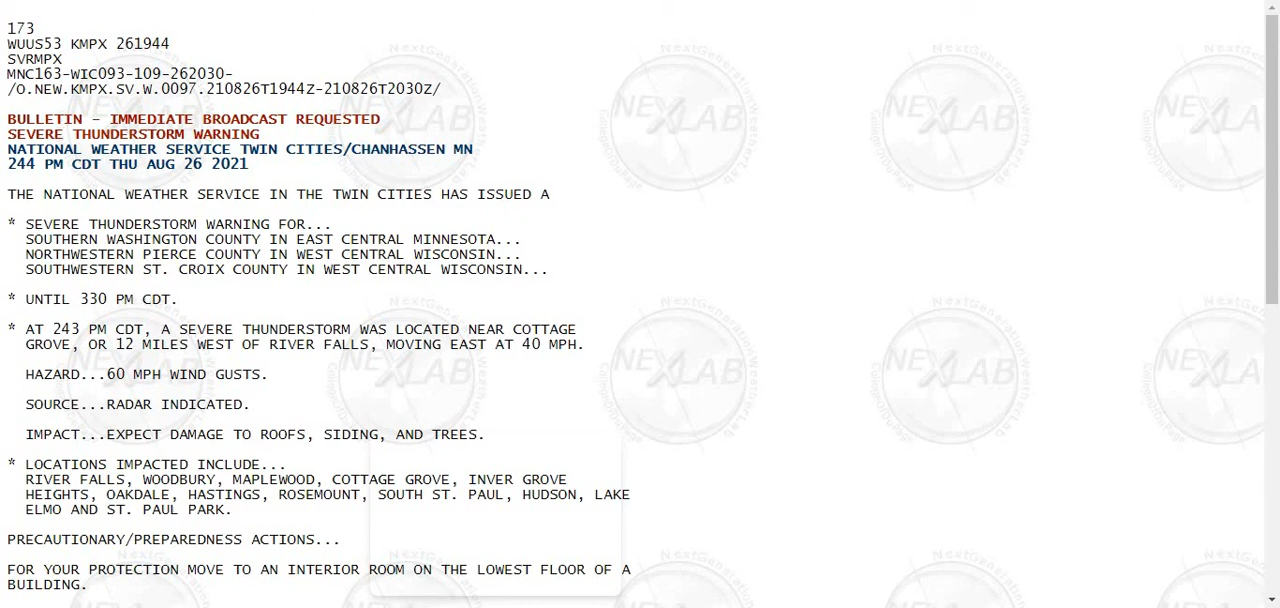 173
WUUS53 KMPX 261944
SVRMPX
MNC163-WIC093-109-262030-
/O.NEW.KMPX.SV.W.0097.210826T1944Z-210826T2030Z/
BULLETIN - IMMEDIATE BROADCAST REQUESTED
SEVERE THUNDERSTORM WARNING
NATIONAL WEATHER SERVICE TWIN CITIES/CHANHASSEN MN
244 PM CDT THU AUG 26 2021
THE NATIONAL WEATHER SERVICE IN THE TWIN CITIES HAS ISSUED A
* SEVERE THUNDERSTORM WARNING FOR...
SOUTHERN WASHINGTON COUNTY IN EAST CENTRAL MINNESOTA...
NORTHWESTERN PIERCE COUNTY IN WEST CENTRAL WISCONSIN...
SOUTHWESTERN ST. CROIX COUNTY IN WEST CENTRAL WISCONSIN...
* UNTIL 330 PM CDT.
* AT 243 PM CDT, A SEVERE THUNDERSTORM WAS LOCATED NEAR COTTAGE
GROVE, OR 12 MILES WEST OF RIVER FALLS, MOVING EAST AT 40 MPH.
HAZARD...60 MPH WIND GUSTS.
SOURCE...RADAR INDICATED.
IMPACT...EXPECT DAMAGE TO ROOFS, SIDING, AND TREES.
* LOCATIONS IMPACTED INCLUDE...
RIVER FALLS, WOODBURY, MAPLEWOOD, COTTAGE GROVE, INVER GROVE
HEIGHTS, OAKDALE, HASTINGS, ROSEMOUNT, SOUTH ST. PAUL, HUDSON, LAKE
ELMO AND ST. PAUL PARK.
PRECAUTIONARY/PREPAREDNESS ACTIONS...
FOR YOUR PROTECTION MOVE TO AN INTERIOR ROOM ON THE LOWEST FLOOR OF A
BUILDING.
NEXLAB